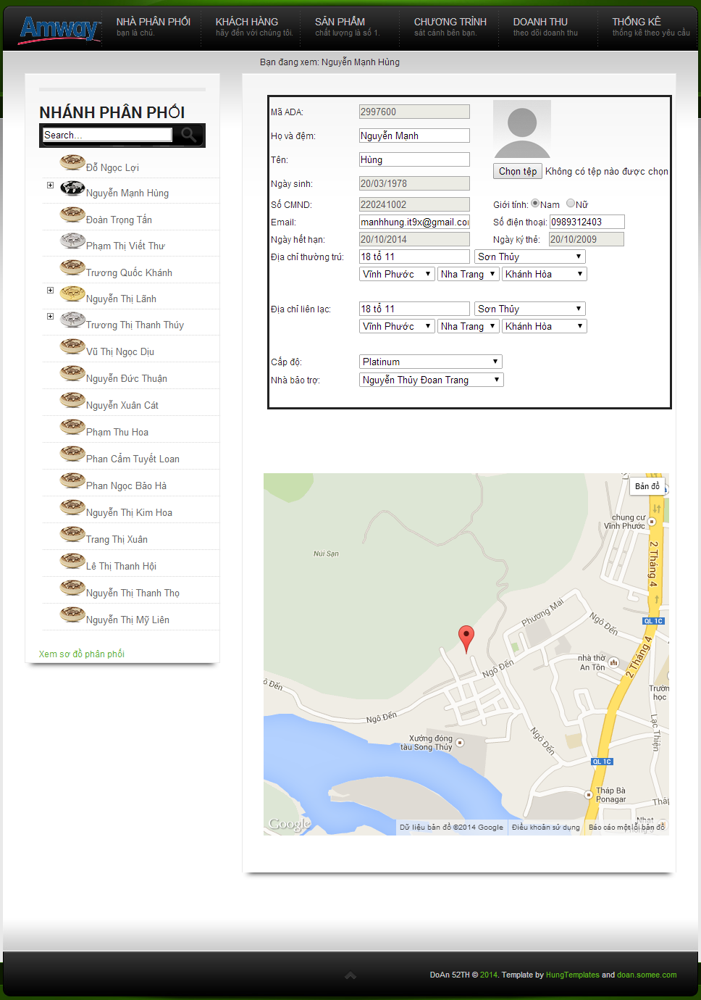 Amway
NHÀ PHÂN PHỐI
bạn là chủ.
KHÁCH HÀNG
hãy đến với chúng tôi.
SẢN PHẨM
chất lượng là số 1.
CHƯƠNG TRÌNH
sát cánh bên bạn.
DOANH THU
theo dõi doanh thu
THỐNG KÊ
thống kê theo yêu cầu
Bạn đang xem: Nguyễn Mạnh Hùng
NHÁNH PHÂN PHỐI
Search...
Đỗ Ngọc Lợi
Nguyễn Mạnh Hùng
Đoàn Trọng Tấn
Phạm Thị Viết Thư
Trương Quốc Khánh
Nguyễn Thị Lãnh
Trương Thị Thanh Thúy
Vũ Thị Ngọc Dịu
Nguyễn Đức Thuận
Nguyễn Xuân Cát
Phạm Thu Hoa
Phan Cẩm Tuyết Loan
Phan Ngọc Bảo Hà
Nguyễn Thị Kim Hoa
Trang Thị Xuân
Lê Thị Thanh Hội
Nguyễn Thị Thanh Thọ
Nguyễn Thị Mỹ Liên
Xem sơ đồ phân phối
Mã ADA: 2997600
Họ và đệm: Nguyễn Mạnh
Tên: Hùng
Chọn tệp Không có tệp nào được chọn
Ngày sinh: 20/03/1978
Số CMND: 220241002 Giới tính: Nam Nữ
Email: manhhung.it9x@gmail.com Số điện thoại: 0989312403
Ngày hết hạn: 20/10/2014 Ngày ký thẻ: 20/10/2009
Địa chỉ thường trú: 18 tổ 11 Sơn Thủy
Vĩnh Phước Nha Trang Khánh Hòa
Địa chỉ liên lạc: 18 tổ 11 Sơn Thủy
Vĩnh Phước Nha Trang Khánh Hòa
Cấp độ: Platinum
Nhà bảo trợ: Nguyễn Thủy Đoan Trang
Bản đồ
chung cư
Vĩnh Phước
Núi Sạn
2 Tháng 4
Phương Mai
Ngô Đến
QL 1C
nhà thờ
An Tôn
2 Tháng 4
Ngô Đến
Trườn
học
ô Đến
Ngô Đến
Lạc Thiện
Xưởng đóng
tàu Song Thủy
Ngô Đến
QL 1C
Tháp Bà
Ponagar
Thá
Nhạt
Google
Dữ liệu bản đồ ©2014 Google
Điều khoản sử dụng
Báo cáo một lỗi bản đồ
DoAn 52TH © 2014. Template by HungTemplates and doan.somee.com